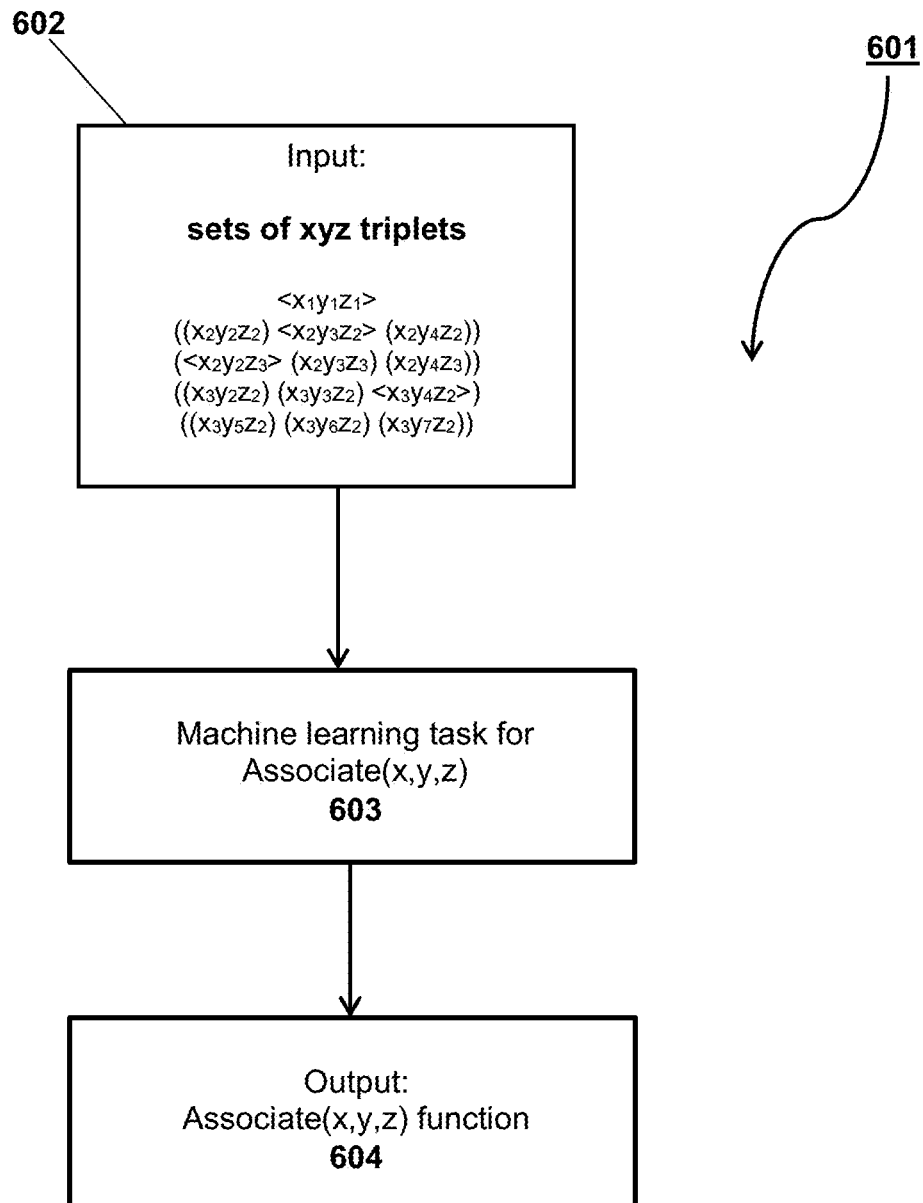 602
601
Input:
sets of xyz triplets
<x₁y₁z₁>
((x₂y₂z₂) <x₂y₃z₂> (x₂y₄z₂))
(<x₂y₂z₃> (x₂y₃z₃) (x₂y₄z₃))
((x₃y₂z₂) (x₃y₃z₂) <x₃y₄z₂>)
((x₃y₅z₂) (x₃y₆z₂) (x₃y₇z₂))
Machine learning task for
Associate(x,y,z)
603
Output:
Associate(x,y,z) function
604